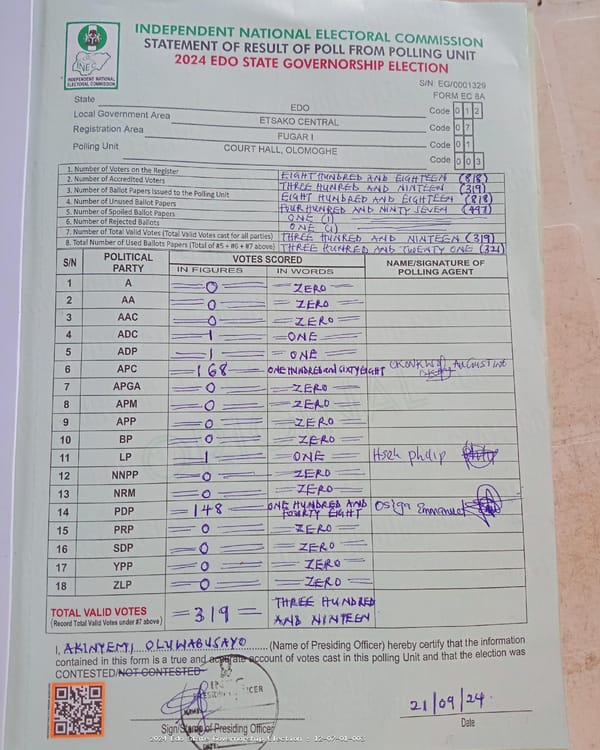 INDEPENDENT NATIONAL ELECTORAL COMMISSION
STATEMENT OF RESULT OF POLL FROM POLLING UNIT
2024 EDO STATE GOVERNORSHIP ELECTION
INEC
INDEPENDENT NATIONAL
ELECTORAL COMMISSION
S/N: EG/0001329
FORM EC 8A
State EDO Code 0 1 2
Local Government Area ETSAKO CENTRAL Code 0 7
Registration Area FUGAR I Code 0 1
Polling Unit COURT HALL, OLOMOGHE Code 0 0 3
1. Number of Voters on the Register EIGHT HUNDRED AND EIGHTEEN (818)
2. Number of Accredited Voters THREE HUNDRED AND NINTEEN (319)
3. Number of Ballot Papers Issued to the Polling Unit EIGHT HUNDRED AND EIGHTEEN (818)
4. Number of Unused Ballot Papers FOUR HUNDRED AND NINTY SEVEN (497)
5. Number of Spoiled Ballot Papers ONE (1)
6. Number of Rejected Ballots ONE (1)
7. Number of Total Valid Votes (Total Valid Votes cast for all parties) THREE HUNRED AND NINTEEN (319)
8. Total Number of Used Ballots Papers (Total of #5 + #6 + #7 above) THREE HUNDRED AND TWENTY ONE (321)
S/N POLITICAL PARTY VOTES SCORED NAME/SIGNATURE OF POLLING AGENT
IN FIGURES IN WORDS
1 A 0 ZERO
2 AA 0 ZERO
3 AAC 0 ZERO
4 ADC 1 ONE
5 ADP 1 ONE
6 APC 168 ONE HUNDRED and SIXTY EIGHT AUGUSTINE
7 APGA 0 ZERO
8 APM 0 ZERO
9 APP 0 ZERO
10 BP 0 ZERO
11 LP 1 ONE
12 NNPP 0 ZERO
13 NRM 0 ZERO
14 PDP 148 ONE HUNDRED AND FOURTY EIGHT Osiga Emmanuel
15 PRP 0 ZERO
16 SDP 0 ZERO
17 YPP 0 ZERO
18 ZLP 0 ZERO
TOTAL VALID VOTES =319= THREE HUNDRED AND NINTEEN
(Record Total Valid Votes under #7 above)
I, AKINYEMI OLUWABUSAYO (Name of Presiding Officer) hereby certify that the information
contained in this form is a true and accurate account of votes cast in this polling Unit and that the election was
CONTESTED/NOT CONTESTED
INEC
PRESIDING OFFICER
21/09/24
Sign/Stamp of Presiding Officer Date
2024 Edo State Governorship Election - 12-07-01-003